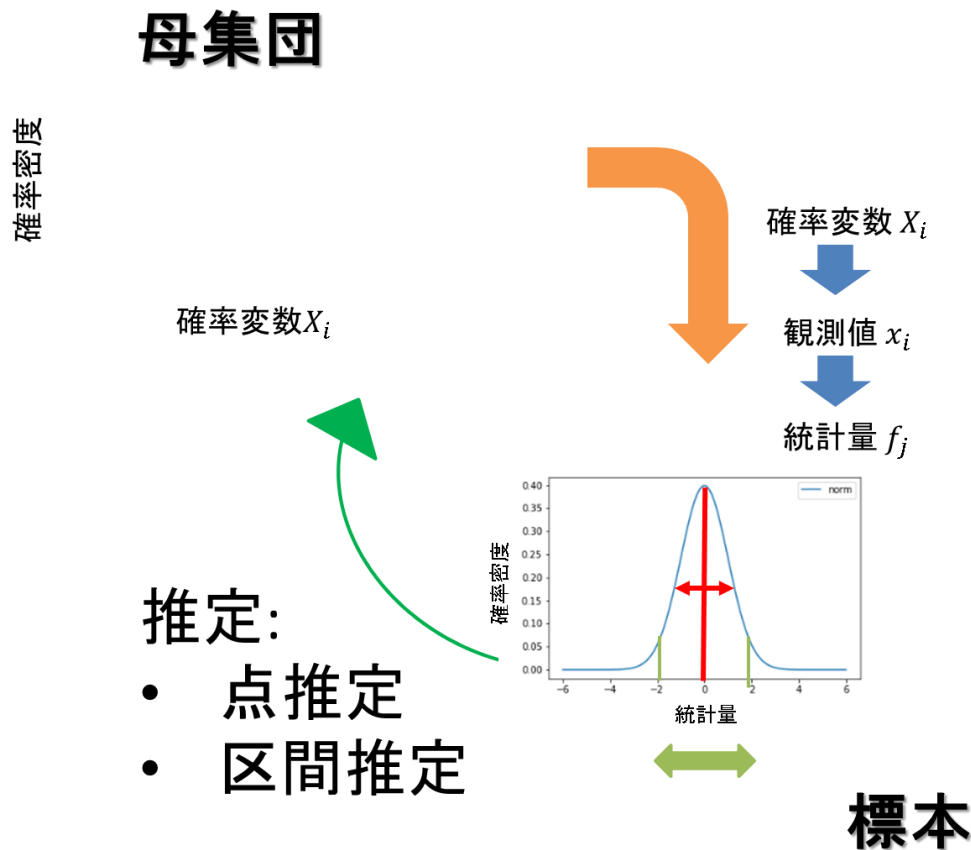 母集団
確率密度
確率変数 X_i
観測値 x_i
統計量 f_j
確率変数X_i
推定:
• 点推定
• 区間推定
norm
0.40
0.35
0.30
0.25
0.20
0.15
0.10
0.05
0.00
−6 −4 −2 0 2 4 6
確率密度
統計量
標本